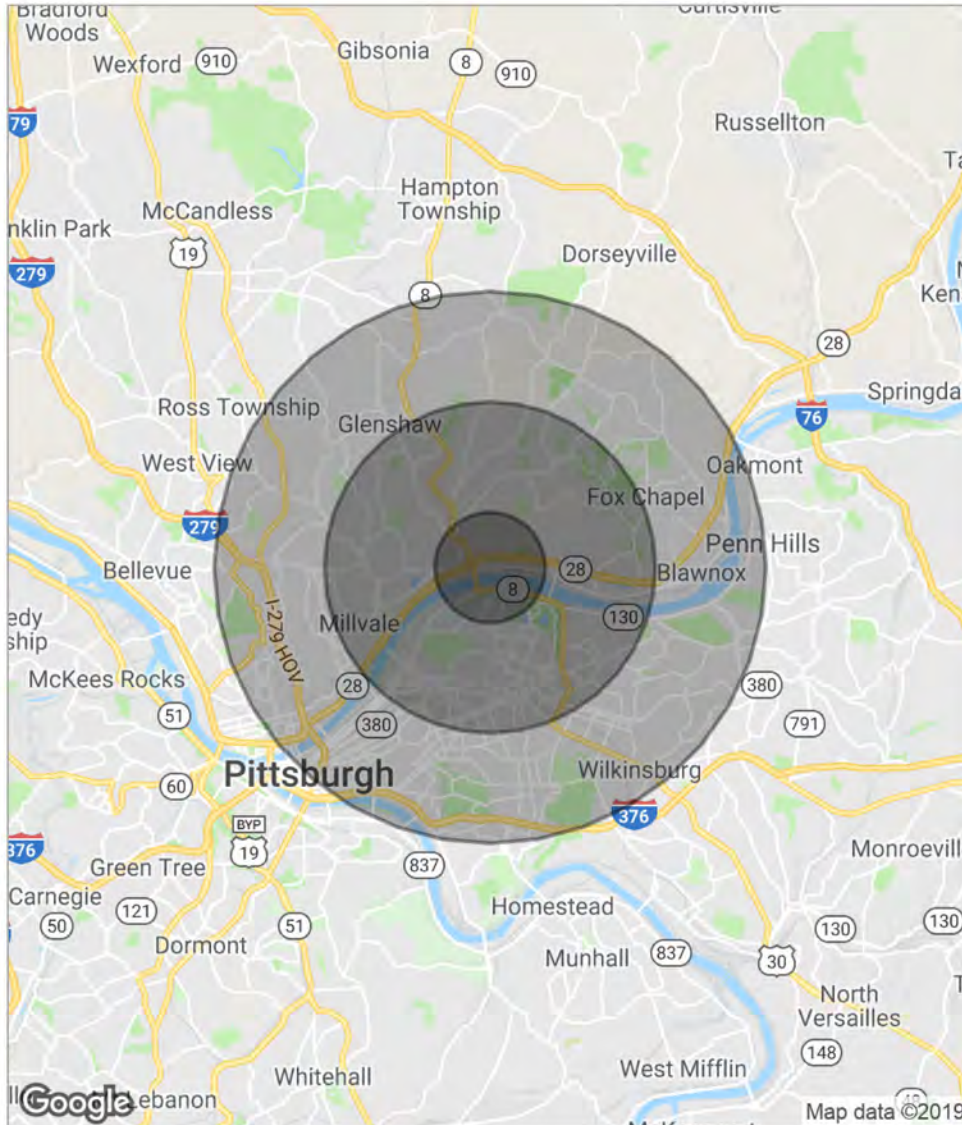 Bradford
Woods
Curtisville
Wexford
910
Gibsonia
8
910
79
Russellton
Hampton
Township
McCandless
19
nklin Park
Dorseyville
279
8
Ken
28
Springda
76
Ross Township
Glenshaw
West View
Oakmont
Fox Chapel
279
Penn Hills
Bellevue
28
Blawnox
8
I-279 HOV
130
Millvale
edy
ship
McKees Rocks
28
380
51
380
791
Pittsburgh
Wilkinsburg
60
376
BYP
19
376
837
Monroevil
Green Tree
Carnegie
121
50
51
Homestead
130
130
Dormont
Munhall
837
30
North
Versailles
148
West Mifflin
Whitehall
Lebanon
Google
Map data ©2019